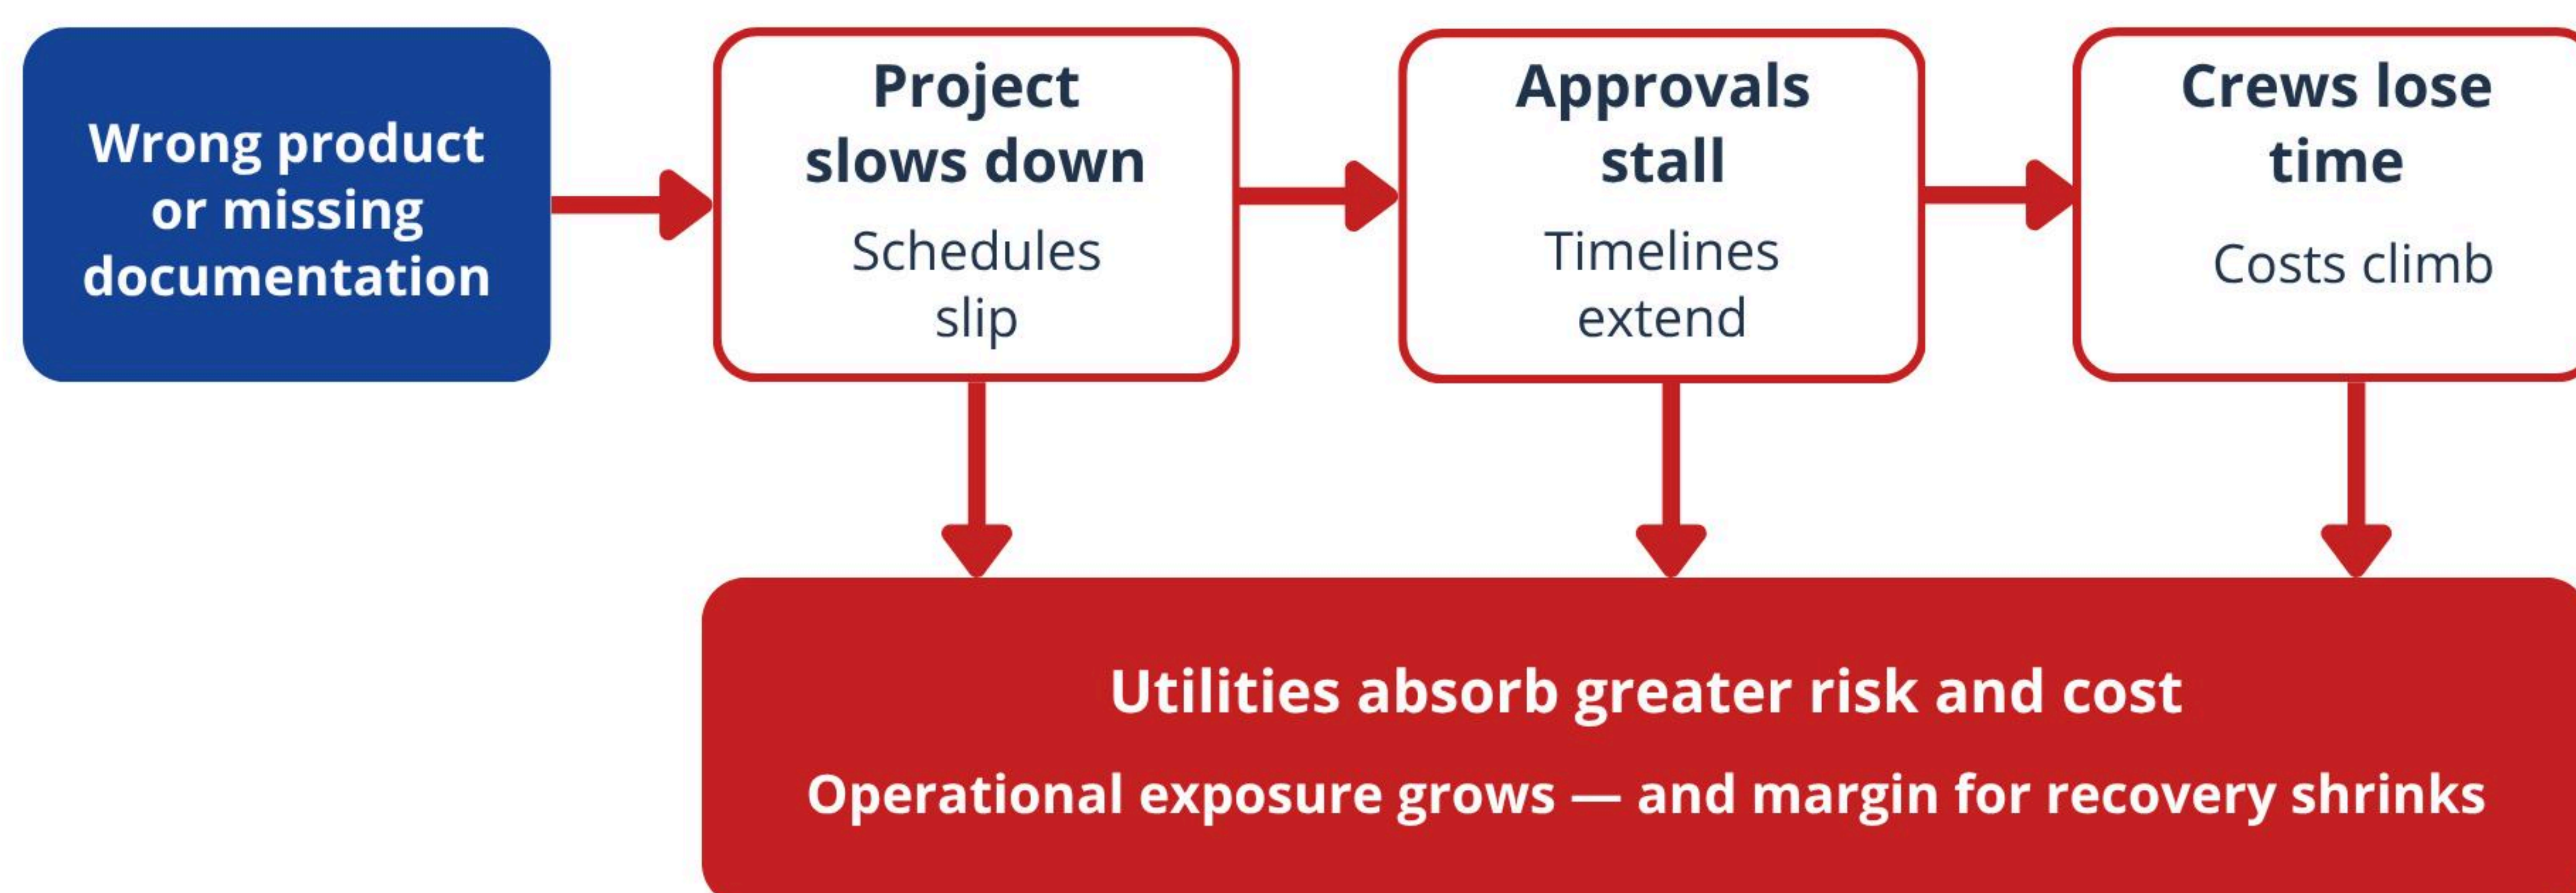 Wrong product
or missing
documentation
Project
slows down
Schedules
slip
Approvals
stall
Timelines
extend
Crews lose
time
Costs climb
Utilities absorb greater risk and cost
Operational exposure grows — and margin for recovery shrinks